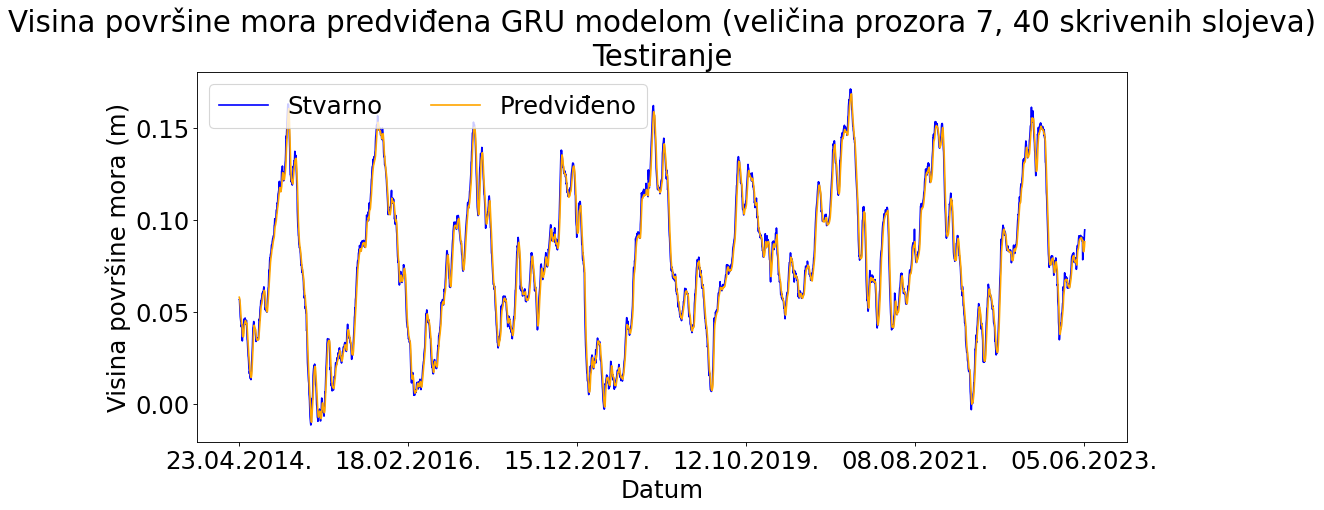 Visina površine mora predviđena GRU modelom (veličina prozora 7, 40 skrivenih slojeva)
Testiranje
Stvarno Predviđeno
Visina površine mora (m)
0.15
0.10
0.05
0.00
23.04.2014. 18.02.2016. 15.12.2017. 12.10.2019. 08.08.2021. 05.06.2023.
Datum